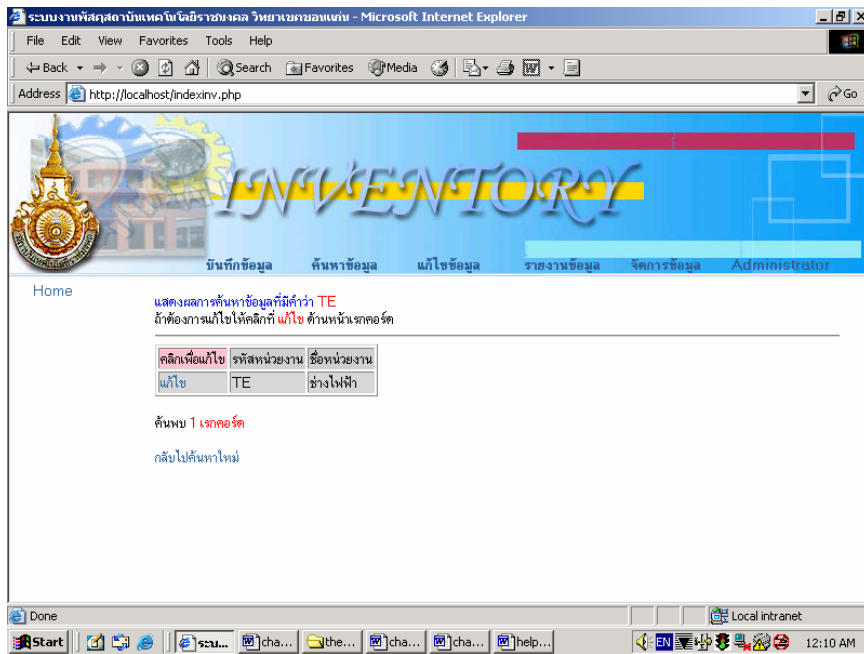 ระบบงานพัสดุสถาบันเทคโนโลยีราชมงคล วิทยาเขตขอนแก่น - Microsoft Internet Explorer
File Edit View Favorites Tools Help
Back Search Favorites Media
Address http://localhost/indexinv.php Go
INVENTORY
บันทึกข้อมูล ค้นหาข้อมูล แก้ไขข้อมูล รายงานข้อมูล จัดการข้อมูล Administrator
Home
แสดงผลการค้นหาข้อมูลที่มีคำว่า TE
ถ้าต้องการแก้ไขให้คลิกที่ แก้ไข ด้านหน้าเรกคอร์ด
คลิกเพื่อแก้ไข รหัสหน่วยงาน ชื่อหน่วยงาน
แก้ไข TE ช่างไฟฟ้า
ค้นพบ 1 เรกคอร์ด
กลับไปค้นหาใหม่
Done Local intranet
Start ระบ... cha... the... cha... cha... help... EN 12:10 AM